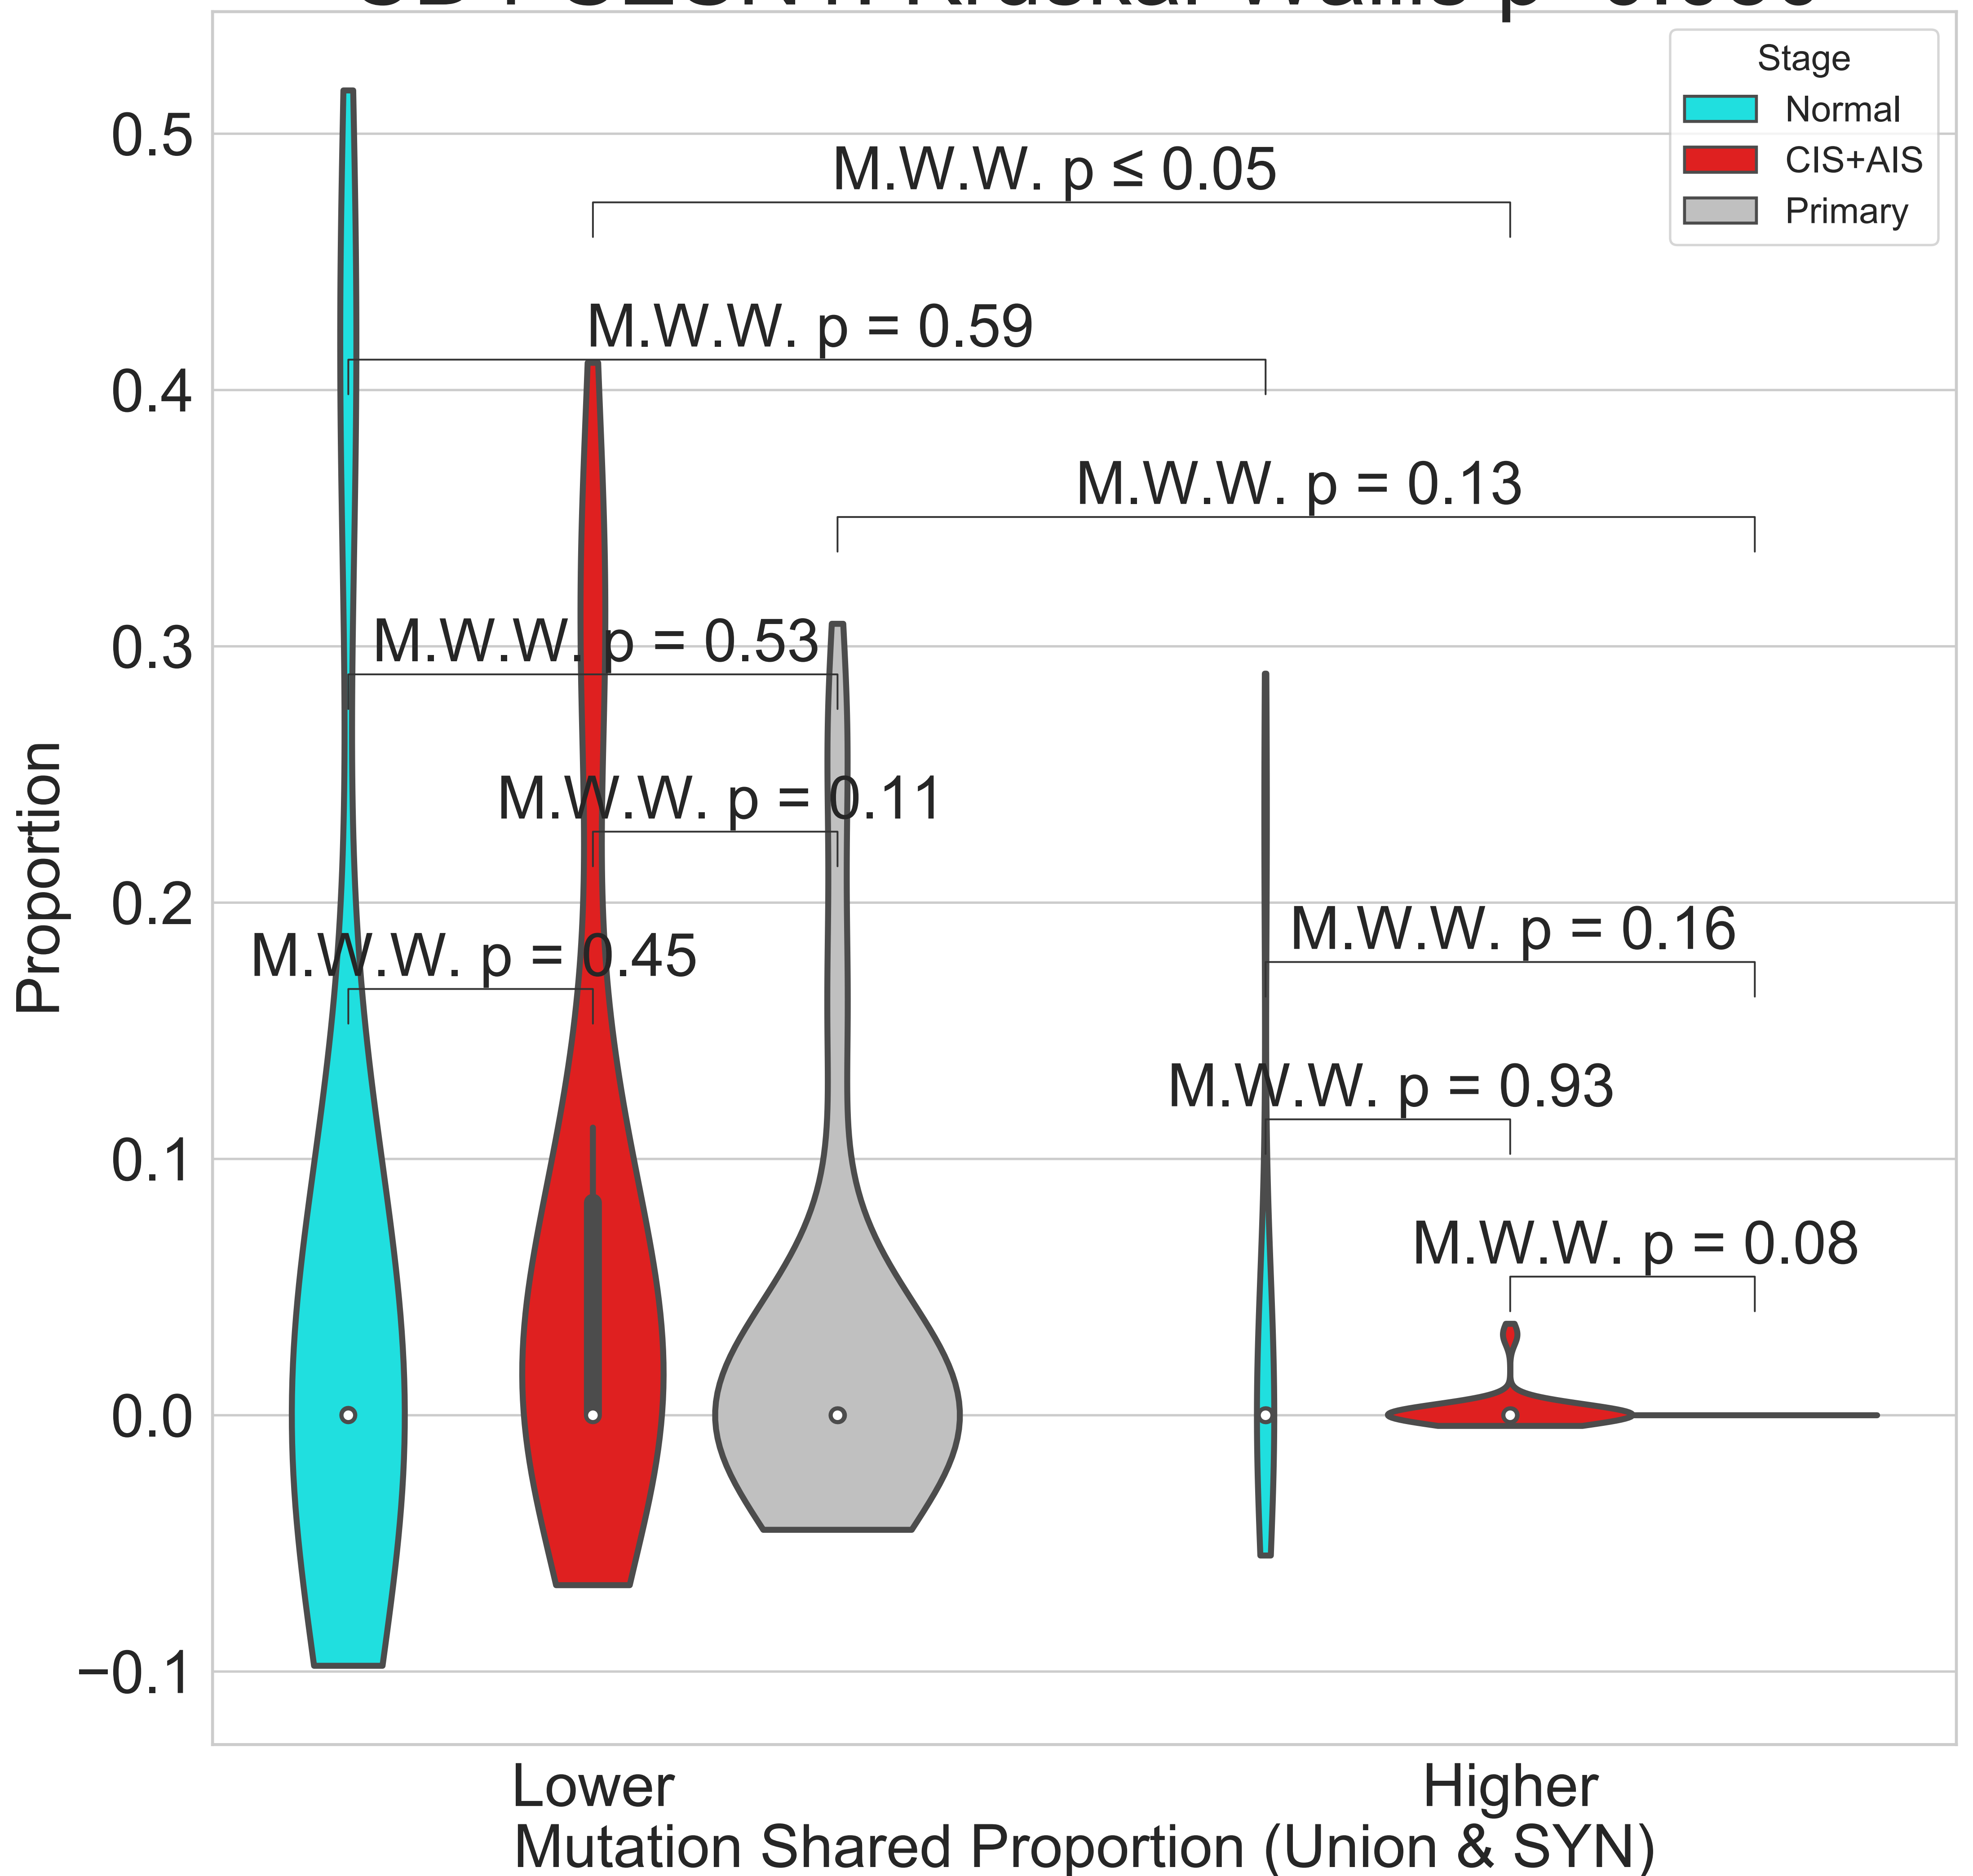 Stage
Normal
CIS+AIS
Primary
M.W.W. p ≤ 0.05
M.W.W. p = 0.59
M.W.W. p = 0.13
M.W.W. p = 0.53
M.W.W. p = 0.11
M.W.W. p = 0.45
M.W.W. p = 0.16
M.W.W. p = 0.93
M.W.W. p = 0.08
0.5
0.4
0.3
0.2
0.1
0.0
−0.1
Proportion
Lower
Higher
Mutation Shared Proportion (Union & SYN)